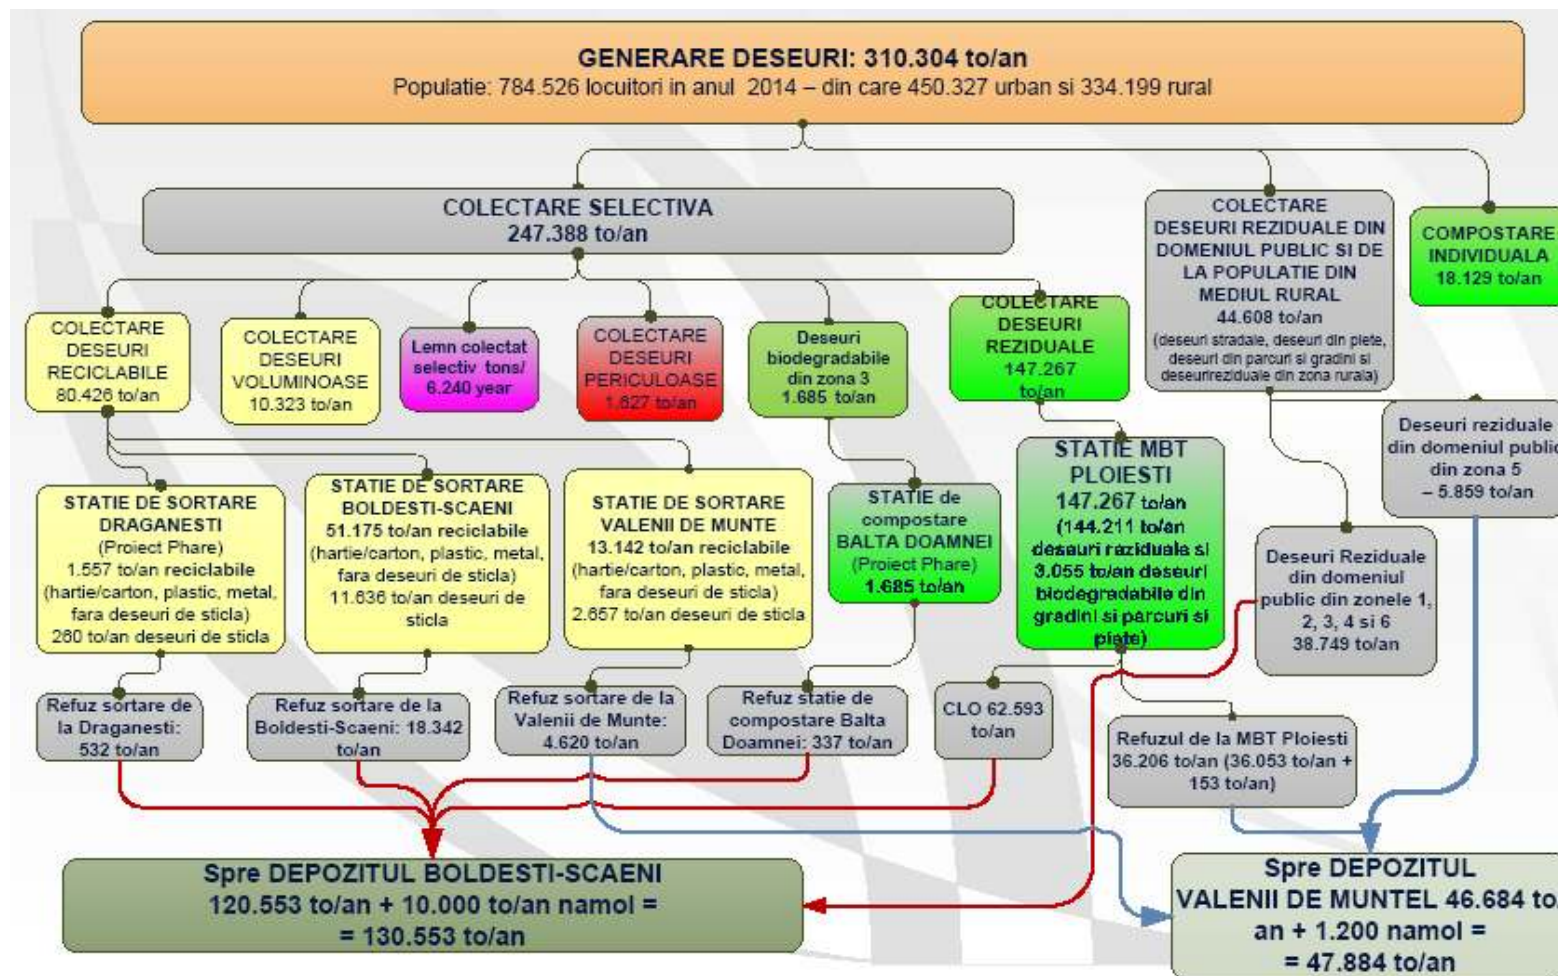 GENERARE DESEURI: 310.304 to/an
Populatie: 784.526 locuitori in anul 2014 – din care 450.327 urban si 334.199 rural
COLECTARE SELECTIVA
247.388 to/an
COLECTARE
DESEURI REZIDUALE DIN
DOMENIUL PUBLIC SI DE
LA POPULATIE DIN
MEDIUL RURAL
44.608 to/an
(deseuri stradale, deseuri din piete,
deseuri din parcuri si gradini si
deseurireziduale din zona rurala)
COMPOSTARE
INDIVIDUALA
18.129 to/an
COLECTARE
DESEURI
RECICLABILE
80.426 to/an
COLECTARE
DESEURI
VOLUMINOASE
10.323 to/an
Lemn colectat
selectiv tons/
6.240 year
COLECTARE
DESEURI
PERICULOASE
1.627 to/an
Deseuri
biodegradabile
din zona 3
1.685 to/an
COLECTARE
DESEURI
REZIDUALE
147.267
to/an
Deseuri reziduale
din domeniul public
din zona 5
– 5.859 to/an
STATIE DE SORTARE
DRAGANESTI
(Proiect Phare)
1.557 to/an reciclabile
(hartie/carton, plastic, metal,
fara deseuri de sticla)
260 to/an deseuri de sticla
STATIE DE SORTARE
BOLDESTI-SCAENI
51.175 to/an reciclabile
(hartie/carton, plastic, metal,
fara deseuri de sticla)
11.636 to/an deseuri de
sticla
STATIE DE SORTARE
VALENII DE MUNTE
13.142 to/an reciclabile
(hartie/carton, plastic, metal,
fara deseuri de sticla)
2.657 to/an deseuri de sticla
STATIE de
compostare
BALTA DOAMNEI
(Proiect Phare)
1.685 to/an
STATIE MBT
PLOIESTI
147.267 to/an
(144.211 to/an
deseuri reziduale si
3.055 to/an deseuri
biodegradabile din
gradini si parcuri si
piete)
Deseuri Reziduale
din domeniul
public din zonele 1,
2, 3, 4 si 6
38.749 to/an
Refuz sortare de
la Draganesti:
532 to/an
Refuz sortare de la
Boldesti-Scaeni: 18.342
to/an
Refuz sortare de la
Valenii de Munte:
4.620 to/an
Refuz statie de
compostare Balta
Doamnei: 337 to/an
CLO 62.593
to/an
Refuzul de la MBT Ploiesti
36.206 to/an (36.053 to/an +
153 to/an)
Spre DEPOZITUL BOLDESTI-SCAENI
120.553 to/an + 10.000 to/an namol =
= 130.553 to/an
Spre DEPOZITUL
VALENII DE MUNTEL 46.684 to/
an + 1.200 namol =
= 47.884 to/an